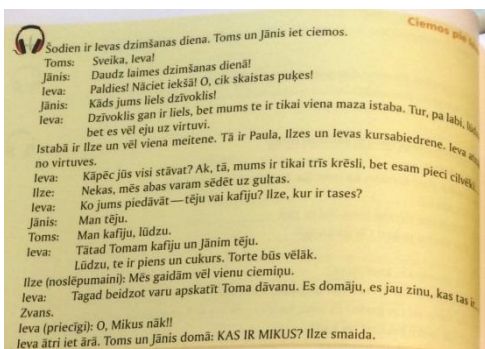 Ciemos pie
Šodien ir Ievas dzimšanas diena. Toms un Jānis iet ciemos.
Toms: Sveika, Ieva!
Jānis: Daudz laimes dzimšanas dienā!
Ieva: Paldies! Nāciet iekšā! O, cik skaistas puķes!
Jānis: Kāds jums liels dzīvoklis!
Ieva: Dzīvoklis gan ir liels, bet mums te ir tikai viena maza istaba. Tur, pa labi,
bet es vēl eju uz virtuvi.
Istabā ir Ilze un vēl viena meitene. Tā ir Paula, Ilzes un Ievas kursabiedrene. Ieva
no virtuves.
Ieva: Kāpēc jūs visi stāvat? Ak, tā, mums ir tikai trīs krēsli, bet esam pieci cilvēki.
Ilze: Nekas, mēs abas varam sēdēt uz gultas.
Ieva: Ko jums piedāvāt—tēju vai kafiju? Ilze, kur ir tases?
Jānis: Man tēju.
Toms: Man kafiju, lūdzu.
Ieva: Tātad Tomam kafiju un Jānim tēju.
Lūdzu, te ir piens un cukurs. Torte būs vēlāk.
Ilze (noslēpumaini): Mēs gaidām vēl vienu ciemiņu.
Ieva: Tagad beidzot varu apskatīt Toma dāvanu. Es domāju, es jau zinu, kas tas ir.
Zvans.
Ieva (priecīgi): O, Mikus nāk!!
Ieva ātri iet ārā. Toms un Jānis domā: KAS IR MIKUS? Ilze smaida.